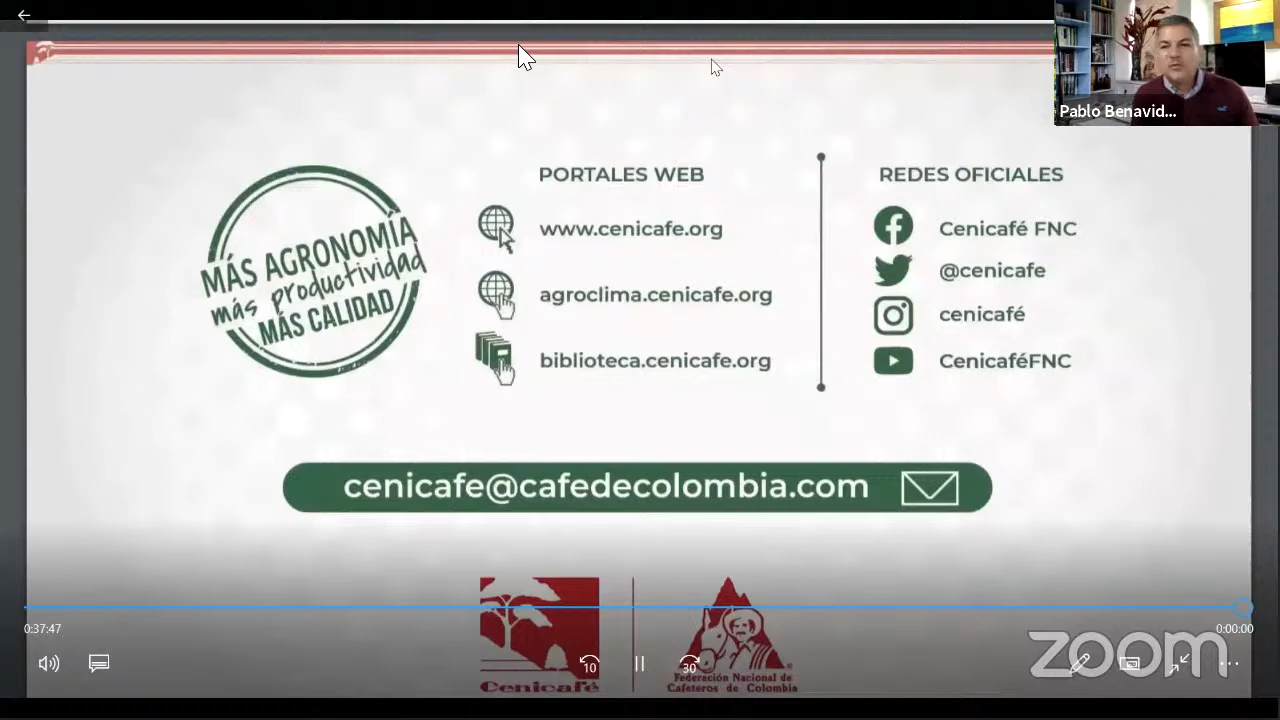 Pablo Benavid...
MÁS AGRONOMÍA
más productividad
MÁS CALIDAD
PORTALES WEB
www.cenicafe.org
agroclima.cenicafe.org
biblioteca.cenicafe.org
REDES OFICIALES
Cenicafé FNC
@cenicafe
cenicafé
CenicaféFNC
cenicafe@cafedecolombia.com
0:37:47
0:00:00
10
30
zoom
Cenicafé
Federación Nacional de
Cafeteros de Colombia